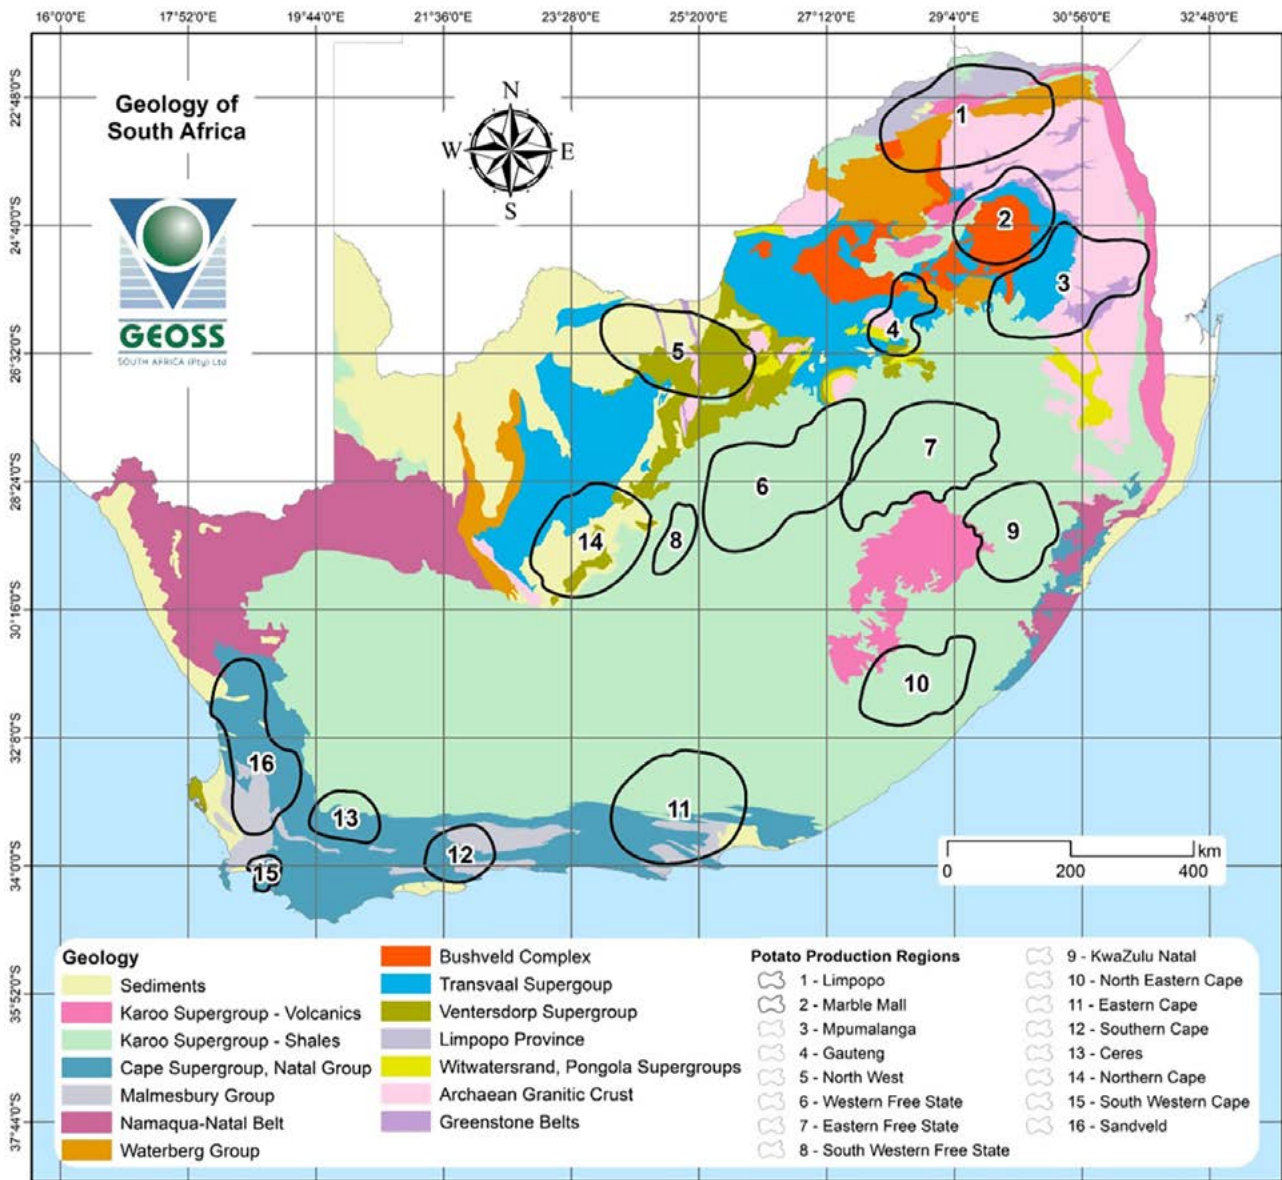 16°0'0"E 17°52'0"E 19°44'0"E 21°36'0"E 23°28'0"E 25°20'0"E 27°12'0"E 29°4'0"E 30°56'0"E 32°48'0"E
22°48'0"S
24°40'0"S
26°32'0"S
28°24'0"S
30°16'0"S
32°8'0"S
34°0'0"S
35°52'0"S
37°44'0"S
Geology of
South Africa
N
W E
S
GEOSS
SOUTH AFRICA (Pty) Ltd
1
2
3
4
5
6
7
8
9
10
11
12
13
14
15
16
km
0 200 400
Geology
Sediments
Karoo Supergroup - Volcanics
Karoo Supergroup - Shales
Cape Supergroup, Natal Group
Malmesbury Group
Namaqua-Natal Belt
Waterberg Group
Bushveld Complex
Transvaal Supergoup
Ventersdorp Supergroup
Limpopo Province
Witwatersrand, Pongola Supergroups
Archaean Granitic Crust
Greenstone Belts
Potato Production Regions
1 - Limpopo
2 - Marble Mall
3 - Mpumalanga
4 - Gauteng
5 - North West
6 - Western Free State
7 - Eastern Free State
8 - South Western Free State
9 - KwaZulu Natal
10 - North Eastern Cape
11 - Eastern Cape
12 - Southern Cape
13 - Ceres
14 - Northern Cape
15 - South Western Cape
16 - Sandveld